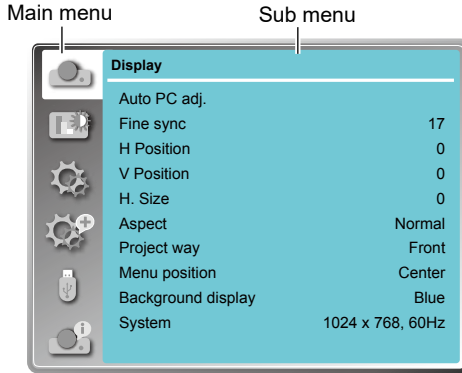 Main menu
Sub menu
Display
Auto PC adj.
Fine sync 17
H Position 0
V Position 0
H. Size 0
Aspect Normal
Project way Front
Menu position Center
Background display Blue
System 1024 x 768, 60Hz